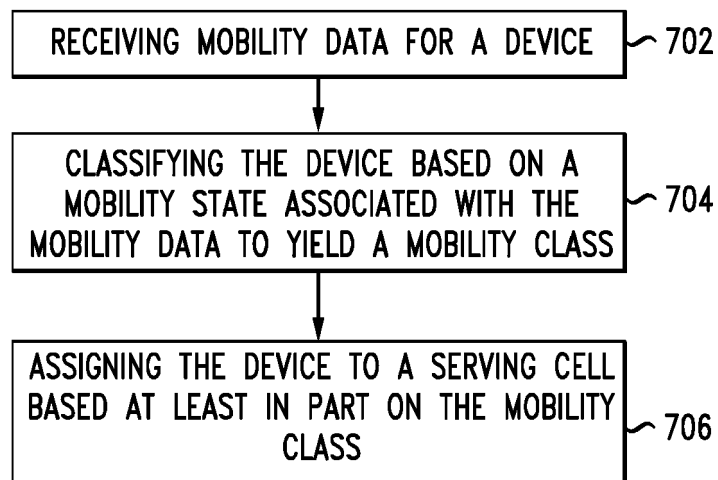 RECEIVING MOBILITY DATA FOR A DEVICE
702
CLASSIFYING THE DEVICE BASED ON A
MOBILITY STATE ASSOCIATED WITH THE
MOBILITY DATA TO YIELD A MOBILITY CLASS
704
ASSIGNING THE DEVICE TO A SERVING CELL
BASED AT LEAST IN PART ON THE MOBILITY
CLASS
706